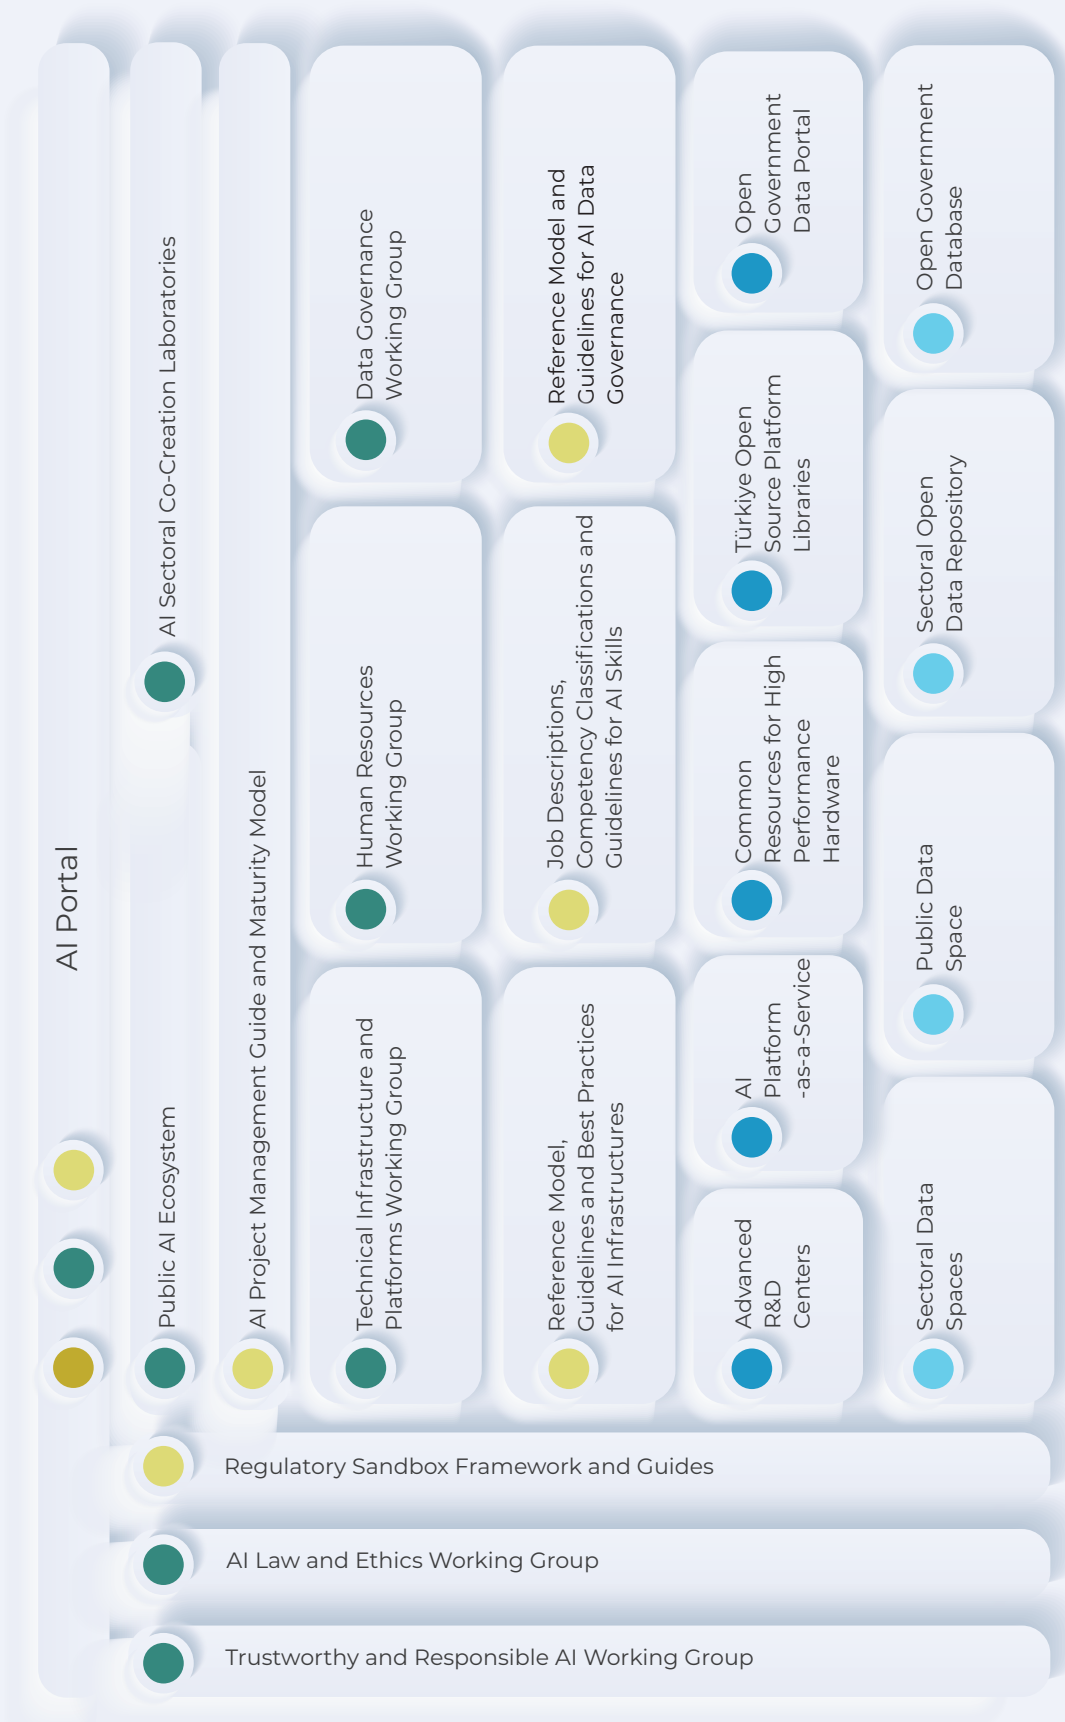 AI Portal
Public AI Ecosystem
AI Sectoral Co-Creation Laboratories
AI Project Management Guide and Maturity Model
Technical Infrastructure and
Platforms Working Group
Human Resources
Working Group
Data Governance
Working Group
Reference Model,
Guidelines and Best Practices
for AI Infrastructures
Job Descriptions,
Competency Classifications and
Guidelines for AI Skills
Reference Model and
Guidelines for AI Data
Governance
Advanced
R&D
Centers
AI
Platform
-as-a-Service
Common
Resources for High
Performance
Hardware
Türkiye Open
Source Platform
Libraries
Open
Government
Data Portal
Sectoral Data
Spaces
Public Data
Space
Sectoral Open
Data Repository
Open Government
Database
Regulatory Sandbox Framework and Guides
AI Law and Ethics Working Group
Trustworthy and Responsible AI Working Group